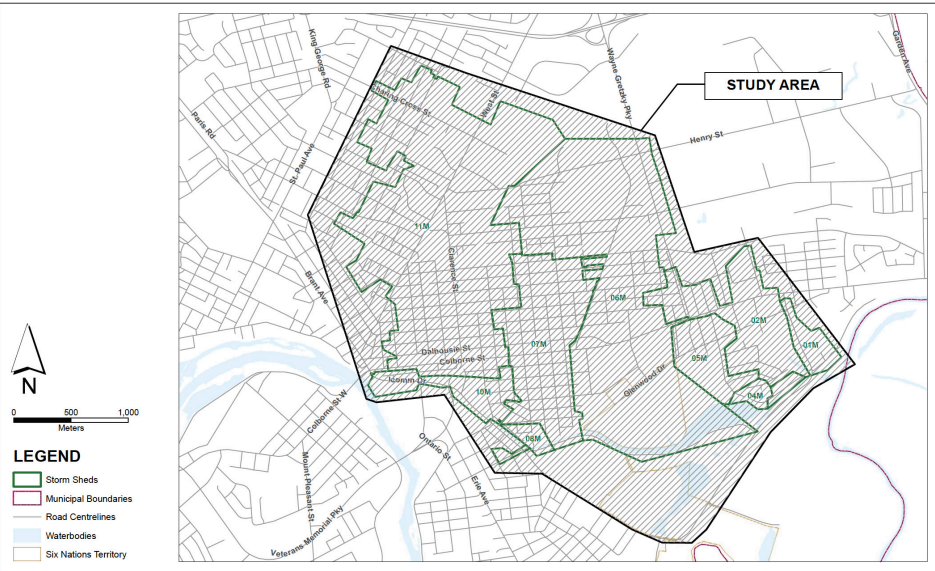 King George Rd
Wayne Gretzky Pky
Garden Ave
STUDY AREA
Charing Cross St
West St
Paris Rd
Henry St
St. Paul Ave
11M
Clarence St
Brant Ave
06M
02M
01M
07M
Dalhousie St
Colborne St
05M
Icomm Dr
10M
Glenwood Dr
04M
Colborne St W
08M
Ontario St
Mount Pleasant St
Erie Ave
Veterans Memorial Pky
N
0 500 1,000
Meters
LEGEND
Storm Sheds
Municipal Boundaries
Road Centrelines
Waterbodies
Six Nations Territory